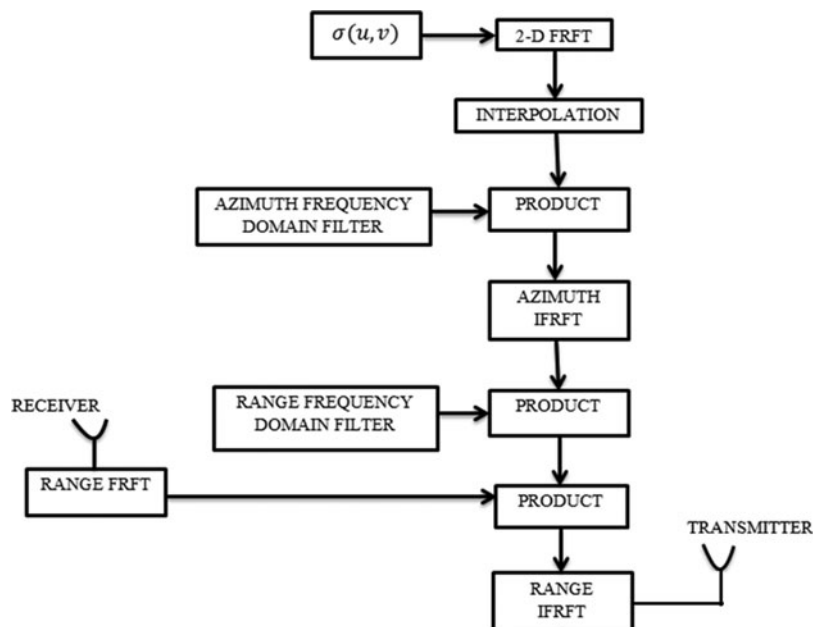 σ(u,v)
2-D FRFT
INTERPOLATION
AZIMUTH FREQUENCY
DOMAIN FILTER
PRODUCT
AZIMUTH
IFRFT
RANGE FREQUENCY
DOMAIN FILTER
PRODUCT
RECEIVER
RANGE FRFT
PRODUCT
TRANSMITTER
RANGE
IFRFT